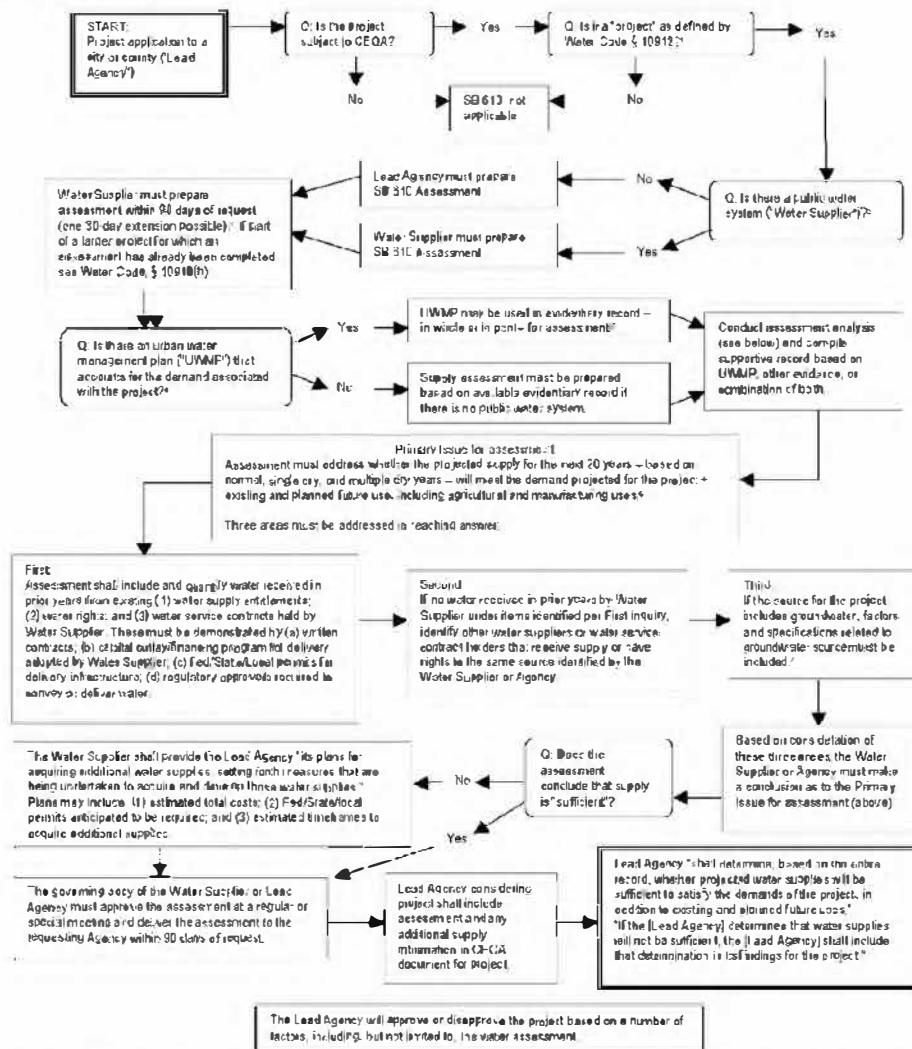 START:
Project application to a
city or county ("Lead
Agency")
Q: Is the project
subject to CEQA?
Yes
Q: Is it a "project" as defined by
Water Code § 10912?
Yes
No
SB 610 not
applicable
No
Lead Agency must prepare
SB 610 Assessment
No
Q: Is there a public water
system ("Water Supplier")?
Water Supplier must prepare
SB 610 Assessment
Yes
Water Supplier must prepare
assessment within 90 days of request
(one 30-day extension possible). If part
of a larger project for which an
assessment has already been completed
see Water Code, § 10910(h)
Q: Is there an urban water
management plan ("UWMP") that
accounts for the demand associated
with the project?
Yes
UWMP may be used in evidentiary record –
in whole or in part – for assessment
No
Supply assessment must be prepared
based on available evidentiary record if
there is no public water system.
Conduct assessment analysis
(see below) and compile
supportive record based on
UWMP, other evidence, or
combination of both.
Primary Issue for assessment
Assessment must address whether the projected supply for the next 20 years – based on
normal, single dry, and multiple dry years – will meet the demand projected for the project +
existing and planned future use, including agricultural and manufacturing uses.
Three areas must be addressed in reaching answer:
First
Assessment shall include and quantify water received in
prior years from existing (1) water supply entitlements;
(2) water rights; and (3) water service contracts held by
Water Supplier. These must be demonstrated by (a) written
contracts; (b) capital outlay/financing program for delivery
adopted by Water Supplier; (c) Fed/State/Local permits for
delivery infrastructure; (d) regulatory approvals required to
convey or deliver water.
Second
If no water received in prior years by Water
Supplier under items identified per First inquiry,
identify other water suppliers or water service
contract holders that receive supply or have
rights to the same source identified by the
Water Supplier or Agency.
Third
If the source for the project
includes groundwater, factors
and specifications related to
groundwater source must be
included.
Based on consideration of
these three areas, the Water
Supplier or Agency must make
a conclusion as to the Primary
Issue for assessment (above)
Q: Does the
assessment
conclude that supply
is "sufficient"?
No
The Water Supplier shall provide the Lead Agency "its plans for
acquiring additional water supplies, setting forth measures that are
being undertaken to acquire and develop those water supplies."
Plans may include (1) estimated total costs; (2) Fed/State/local
permits anticipated to be required; and (3) estimated timeframes to
acquire additional supplies.
Yes
The governing body of the Water Supplier or Lead
Agency must approve the assessment at a regular or
special meeting and deliver the assessment to the
requesting Agency within 90 days of request.
Lead Agency considering
project shall include
assessment and any
additional supply
information in CEQA
document for project.
Lead Agency "shall determine, based on the entire
record, whether projected water supplies will be
sufficient to satisfy the demands of the project, in
addition to existing and planned future uses."
"If the [Lead Agency] determines that water supplies
will not be sufficient, the [Lead Agency] shall include
that determination in its findings for the project."
The Lead Agency will approve or disapprove the project based on a number of
factors, including, but not limited to, the water assessment.